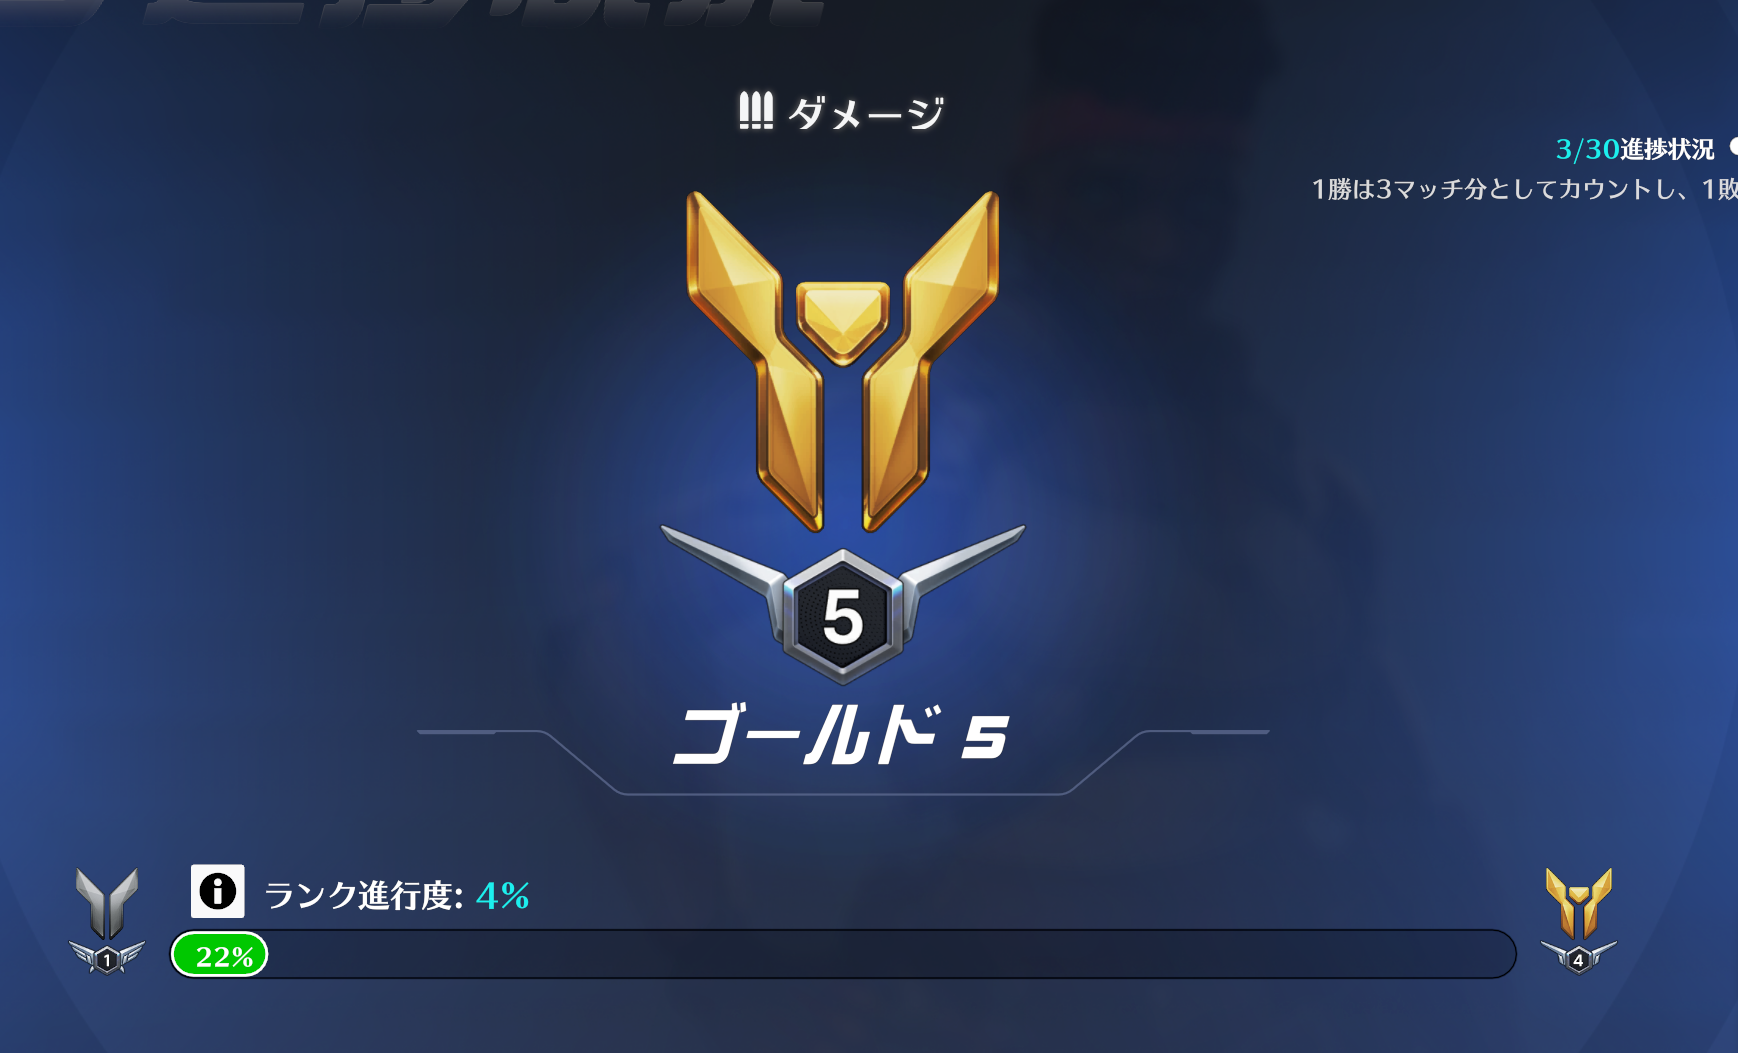 ダメージ
3/30進捗状況
1勝は3マッチ分としてカウントし、1敗
5
ゴールド 5
ランク進行度: 4%
22%
1
4